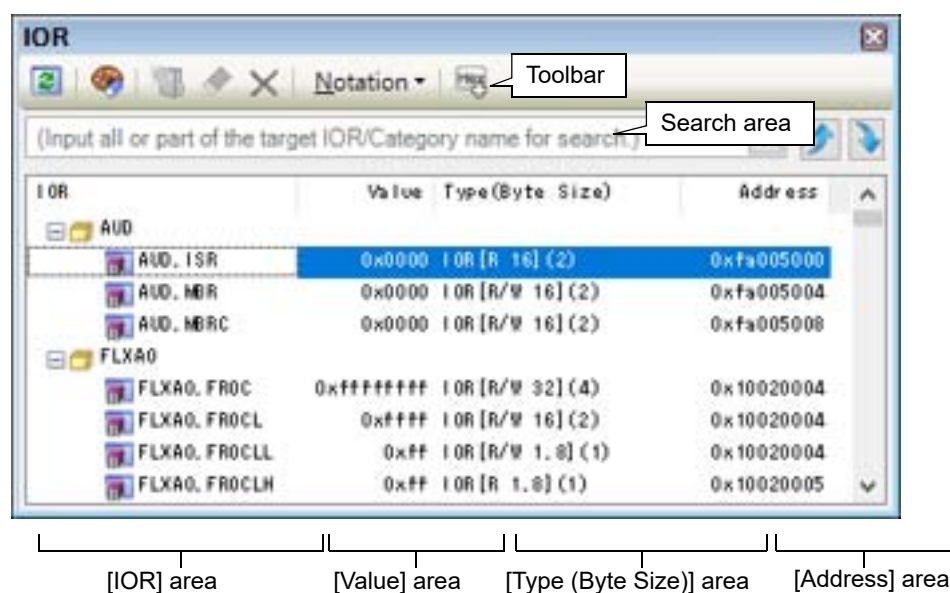 IOR
Notation
HEX
Toolbar
(Input all or part of the target IOR/Category name for search.)
Search area
IOR Value Type(Byte Size) Address
AUD
AUD.ISR 0x0000 IOR[R 16](2) 0xfa005000
AUD.MBR 0x0000 IOR[R/W 16](2) 0xfa005004
AUD.MBRC 0x0000 IOR[R/W 16](2) 0xfa005008
FLXA0
FLXA0.FROC 0xffffffff IOR[R/W 32](4) 0x10020004
FLXA0.FROCL 0xffff IOR[R/W 16](2) 0x10020004
FLXA0.FROCLL 0xff IOR[R/W 1.8](1) 0x10020004
FLXA0.FROCLH 0xff IOR[R 1.8](1) 0x10020005
[IOR] area [Value] area [Type (Byte Size)] area [Address] area